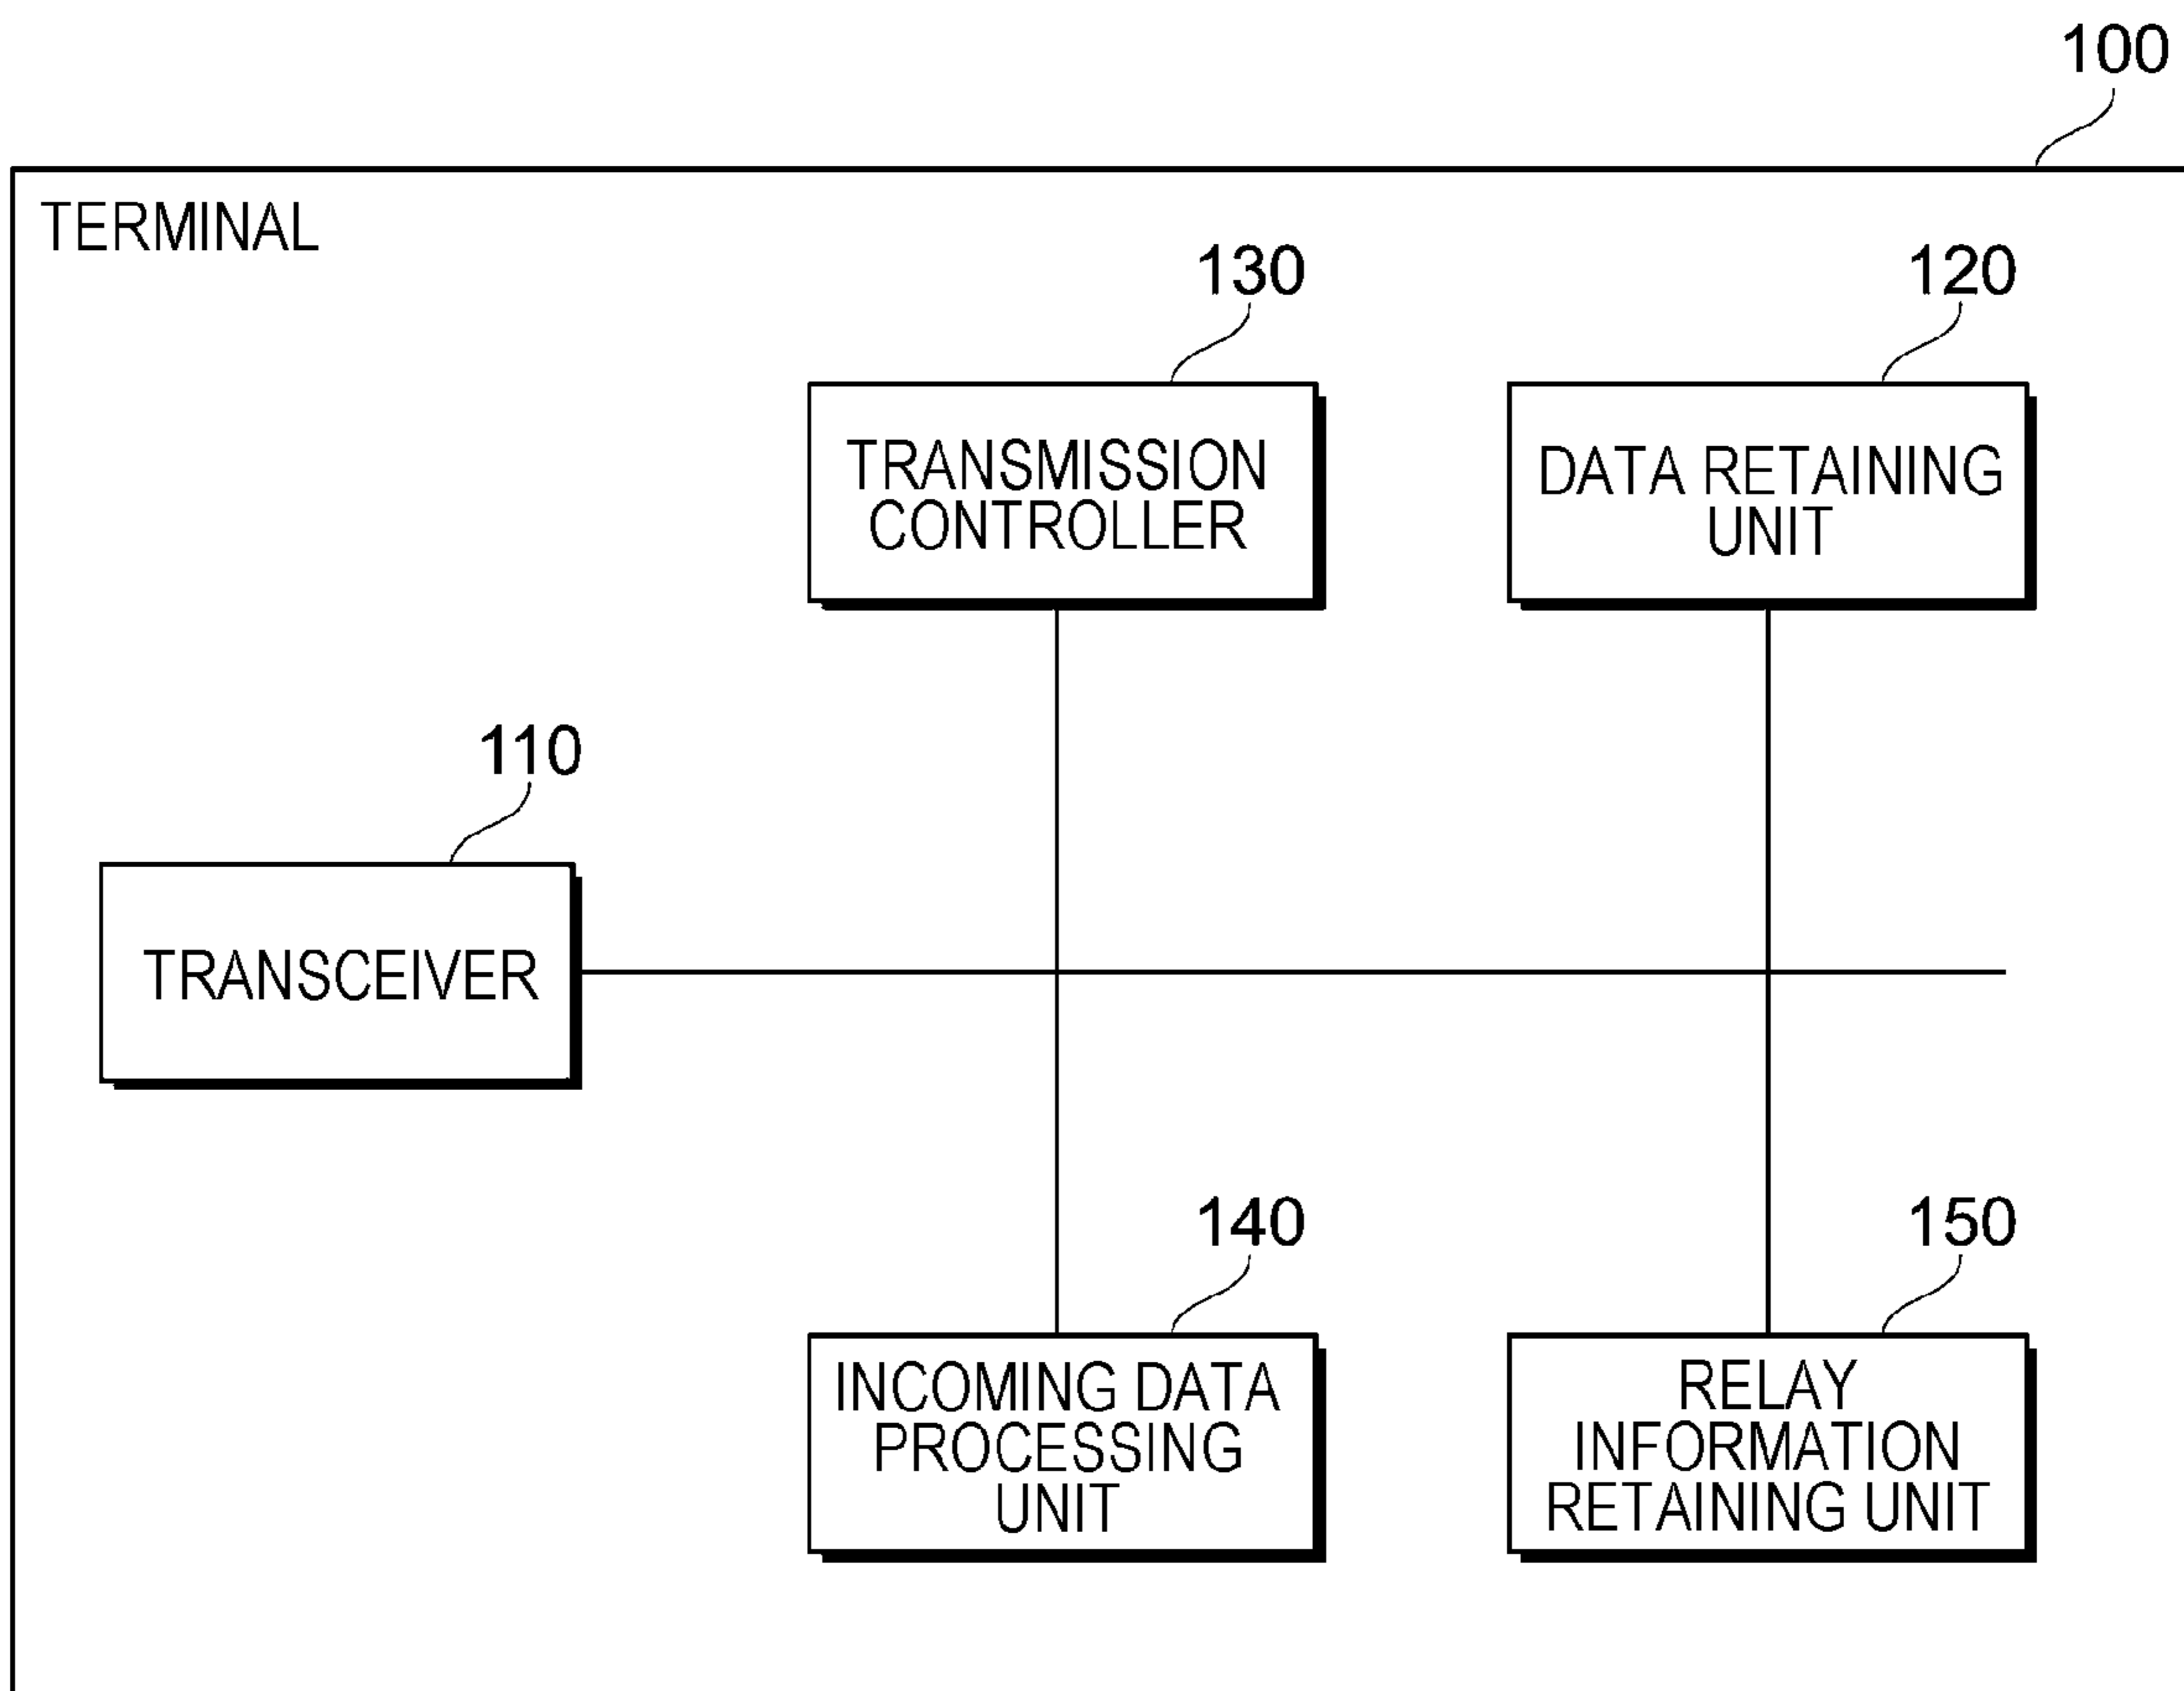 100
TERMINAL
130
120
TRANSMISSION
CONTROLLER
DATA RETAINING
UNIT
110
TRANSCEIVER
140
150
INCOMING DATA
PROCESSING
UNIT
RELAY
INFORMATION
RETAINING UNIT